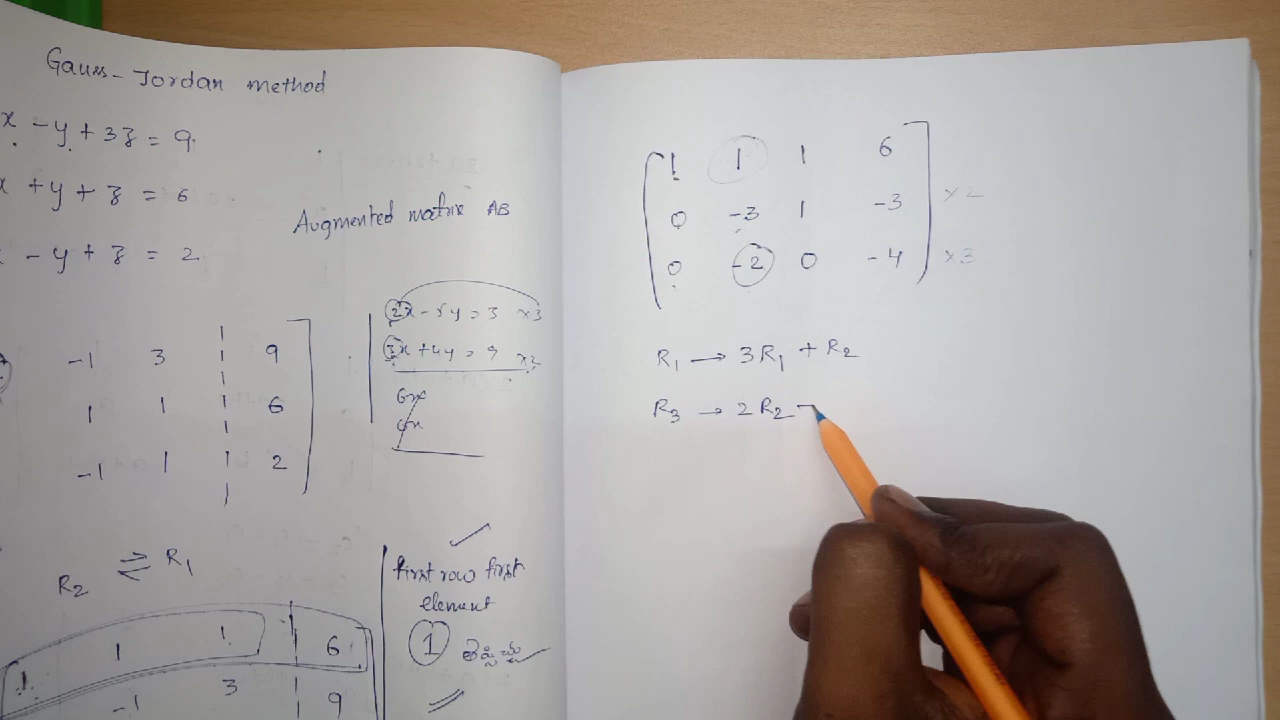 Gauss-Jordan method
x - y + 3z = 9
x + y + z = 6
- y + z = 2
Augmented matrix AB
-1 3 | 9
1 1 | 6
-1 1 | 2
2x - 5y = 3 x3
3x + 4y = 9 x2
6x
6x
R2 ⇌ R1
1 1 1 | 6
-1 3 | 9
First row first
element
1 తెప్పిచ్చు
1 1 1 6
0 -3 1 -3 x2
0 -2 0 -4 x3
R1 → 3R1 + R2
R3 → 2R2 -